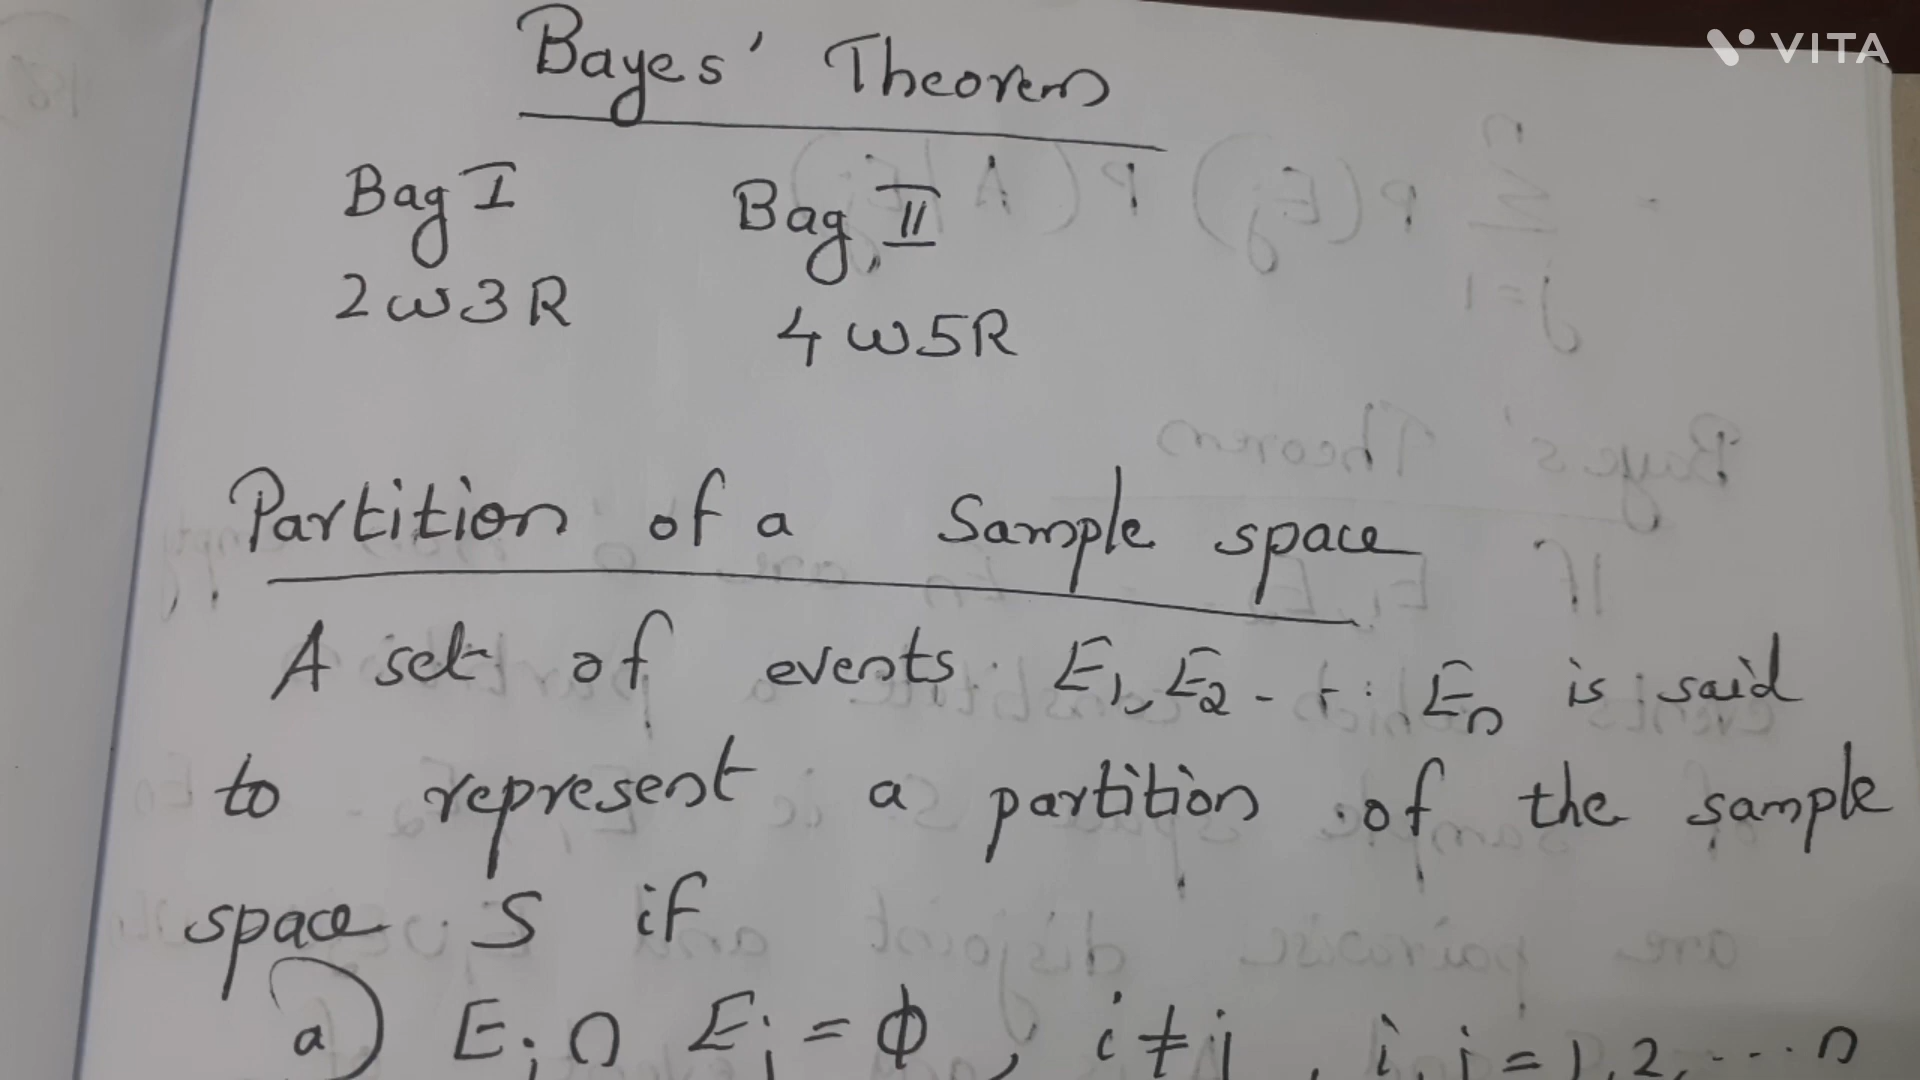 VITA
Bayes' Theorem
Bag I Bag II
2W3R 4W5R
Partition of a Sample space
A set of events E₁, E₂ - - . Eₙ is said
to represent a partition of the sample
space S if
a) Eᵢ ∩ Eⱼ = ϕ , i ≠ j , i, j = 1, 2, ... n